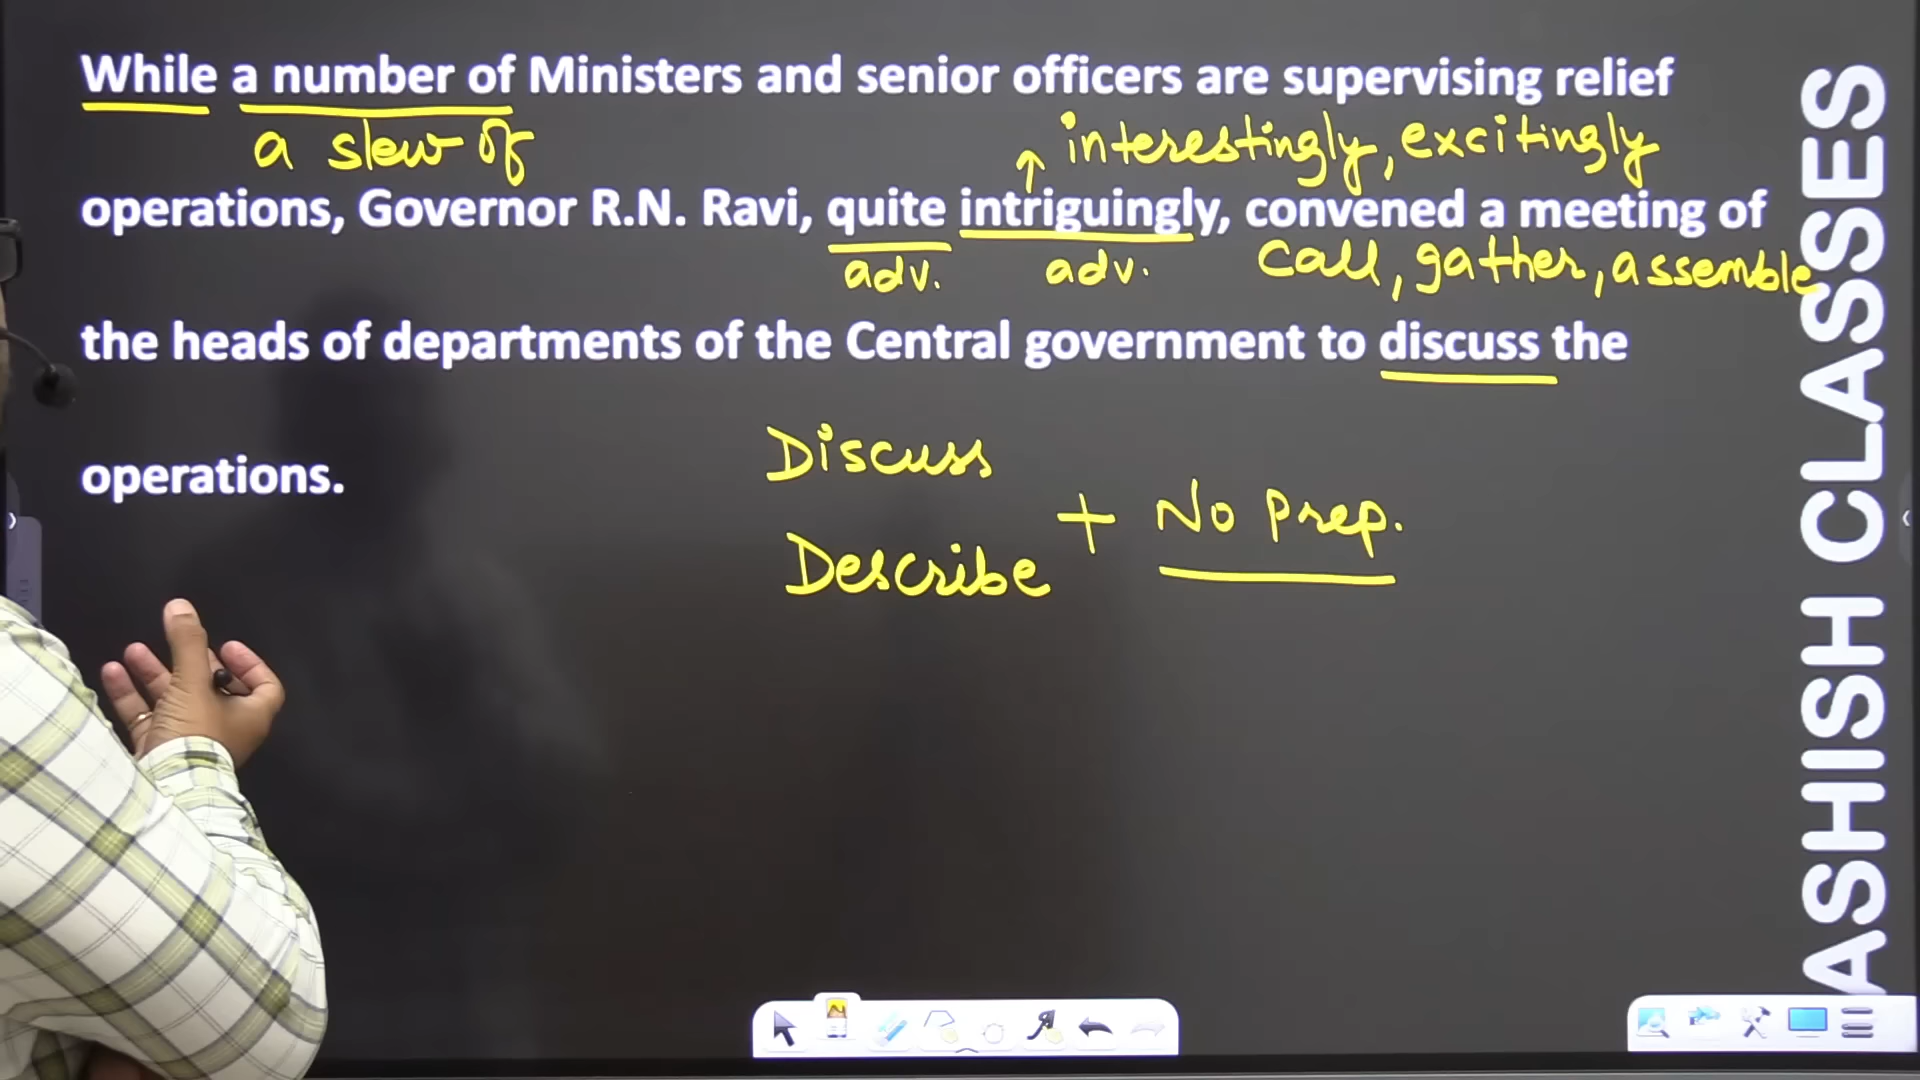 While a number of Ministers and senior officers are supervising relief
a slew of
interestingly, excitingly
operations, Governor R.N. Ravi, quite intriguingly, convened a meeting of
adv. adv. call, gather, assemble
the heads of departments of the Central government to discuss the
operations.
Discuss
+ No prep.
Describe
ASHISH CLASSES